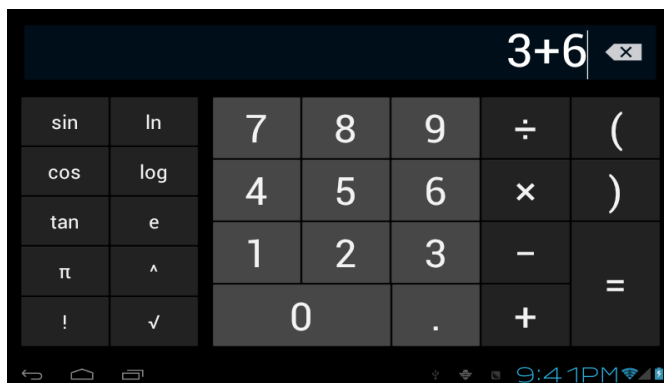 3+6
sin ln 7 8 9 ÷ (
cos log 4 5 6 × )
tan e 1 2 3 −
π ^ =
! √ 0 . +
9:41PM